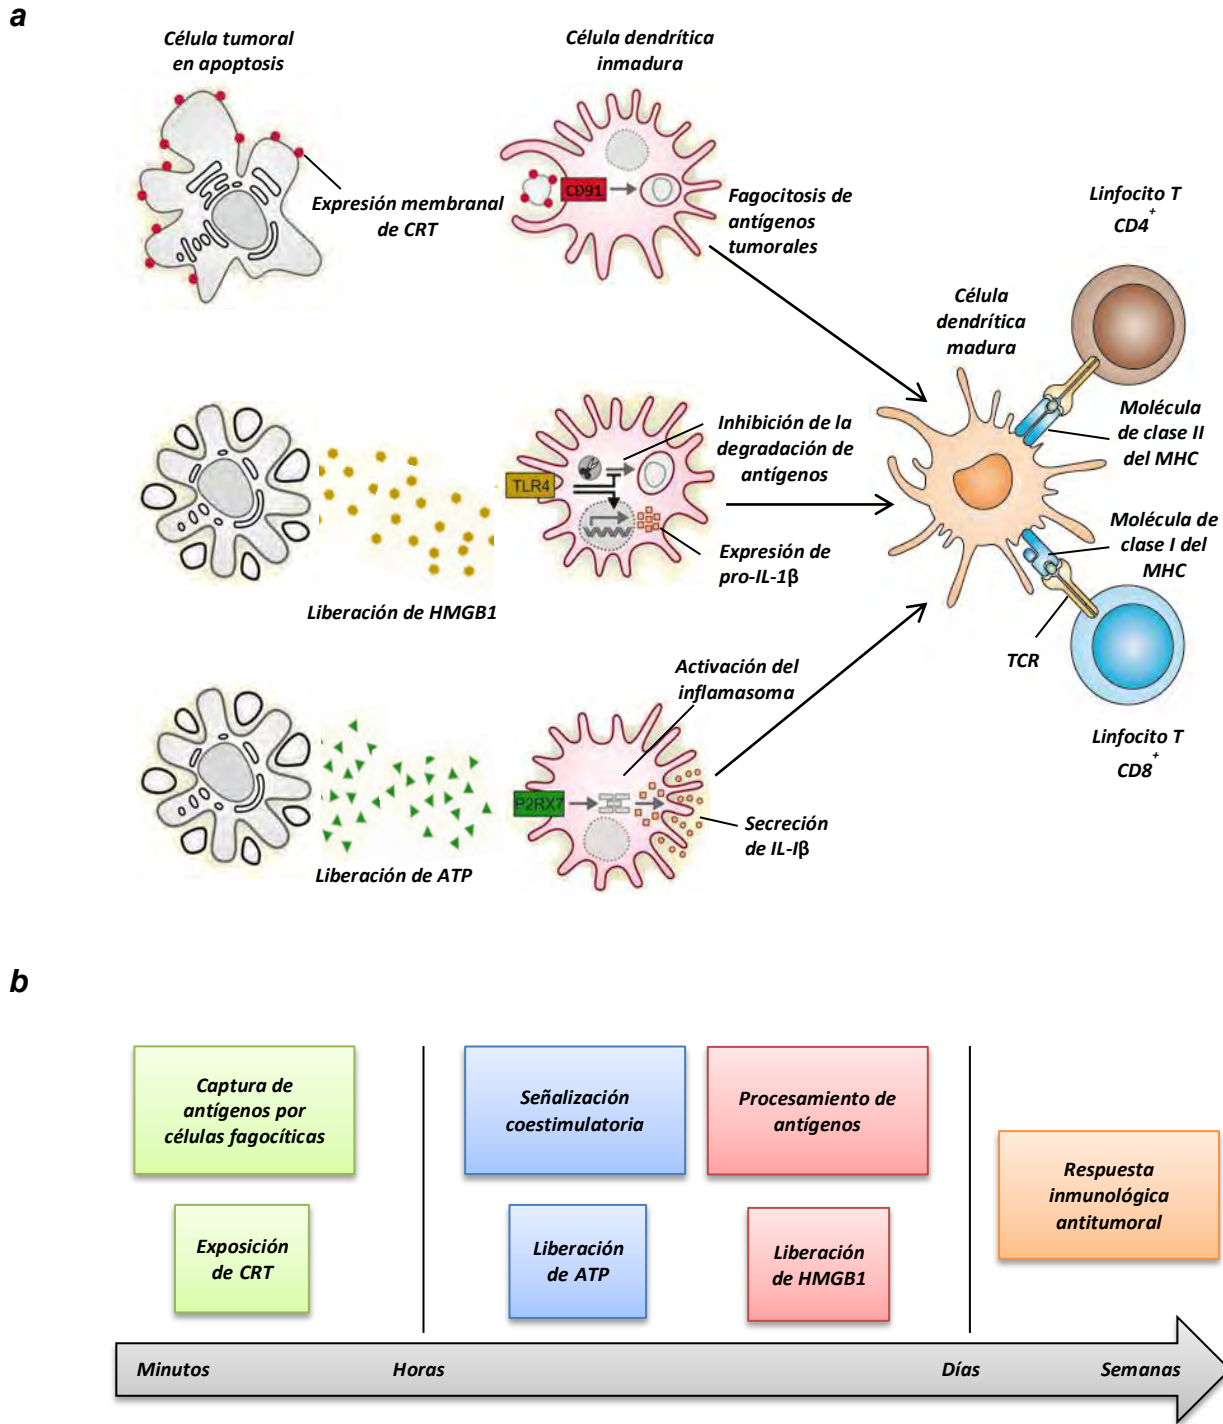 a
Célula tumoral
en apoptosis
Célula dendrítica
inmadura
Expresión membranal
de CRT
CD91
Fagocitosis de
antígenos
tumorales
Linfocito T
CD4+
Célula
dendrítica
madura
Molécula
de clase II
del MHC
TLR4
Inhibición de la
degradación de
antígenos
Expresión de
pro-IL-1β
Liberación de HMGB1
Molécula de
clase I del
MHC
TCR
Linfocito T
CD8+
Activación del
inflamasoma
P2RX7
Secreción
de IL-Iβ
Liberación de ATP
b
Captura de
antígenos por
células fagocíticas
Señalización
coestimulatoria
Procesamiento de
antígenos
Respuesta
inmunológica
antitumoral
Exposición
de CRT
Liberación
de ATP
Liberación
de HMGB1
Minutos
Horas
Días
Semanas